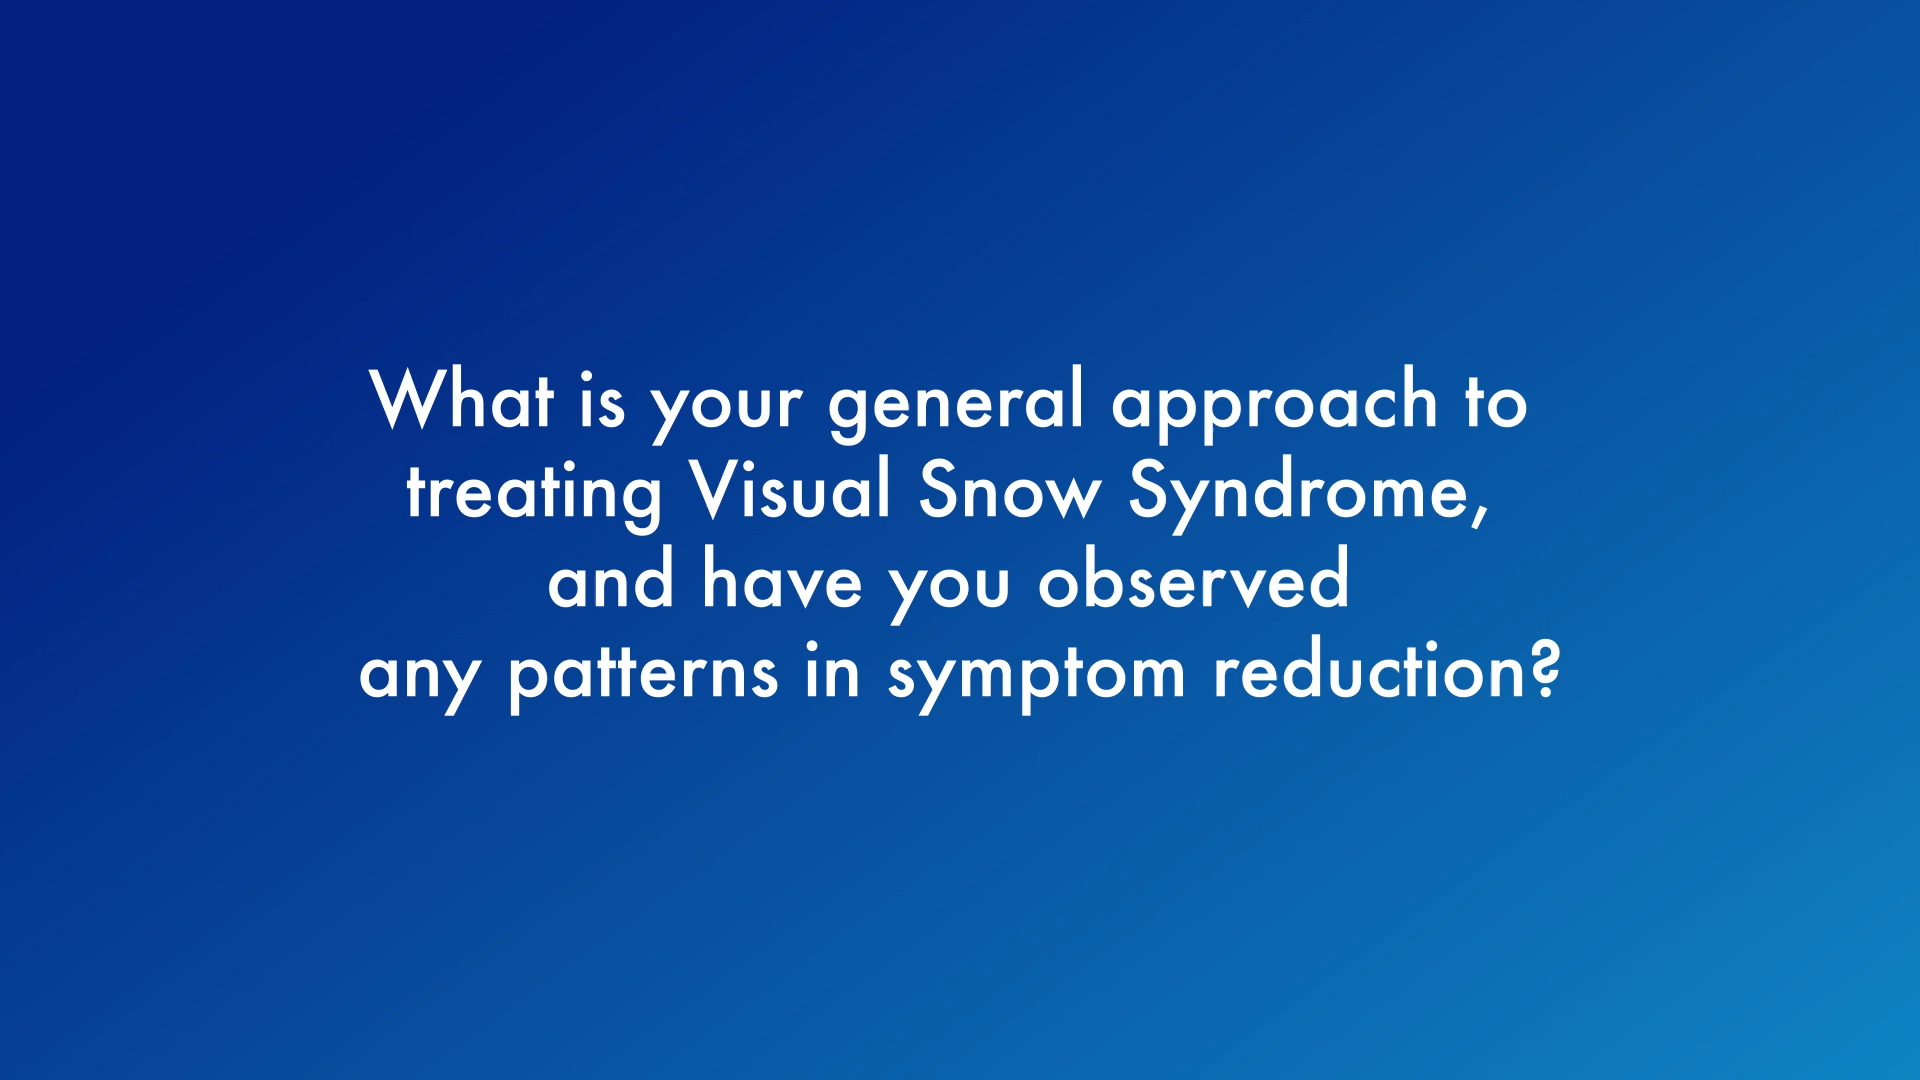 What is your general approach to
treating Visual Snow Syndrome,
and have you observed
any patterns in symptom reduction?